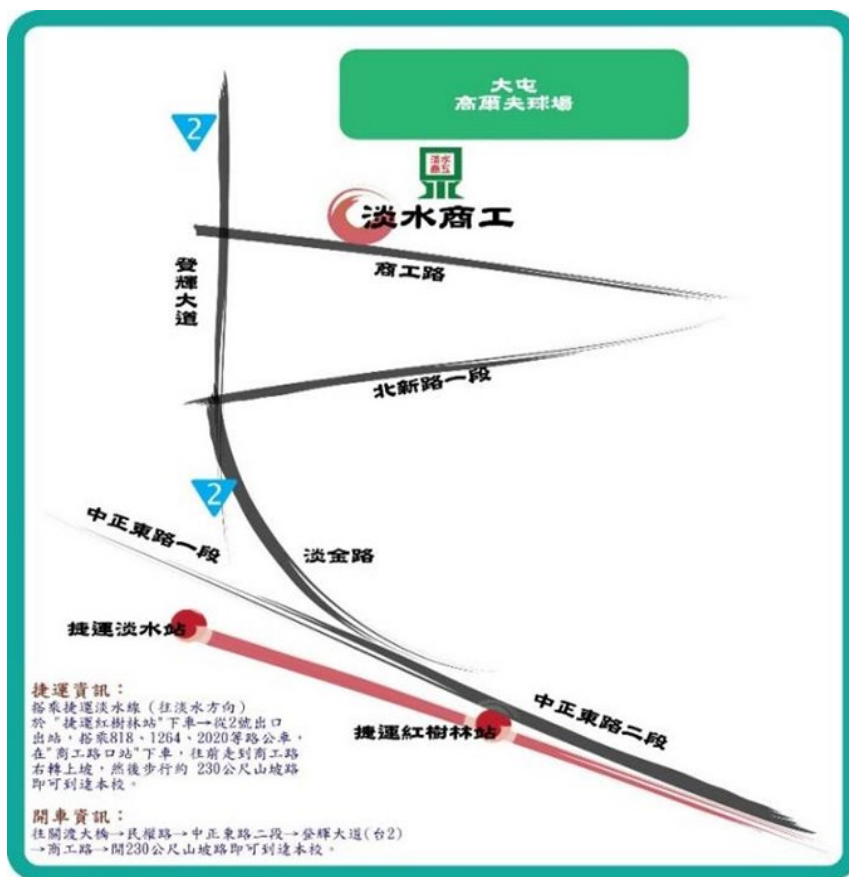 大屯
高爾夫球場
2
淡水
商工
淡水商工
商工路
登輝大道
北新路一段
2
中正東路一段
淡金路
捷運淡水站
捷運紅樹林站
中正東路二段
捷運資訊：
搭乘捷運淡水線（往淡水方向）
於 "捷運紅樹林站" 下車→從2號出口
出站，搭乘818、1264、2020等路公車，
在"商工路口站"下車，往前走到商工路
右轉上坡，然後步行約 230公尺山坡路
即可到達本校。
開車資訊：
往關渡大橋→民權路→中正東路二段→登輝大道(台2)
→商工路→開230公尺山坡路即可到達本校。